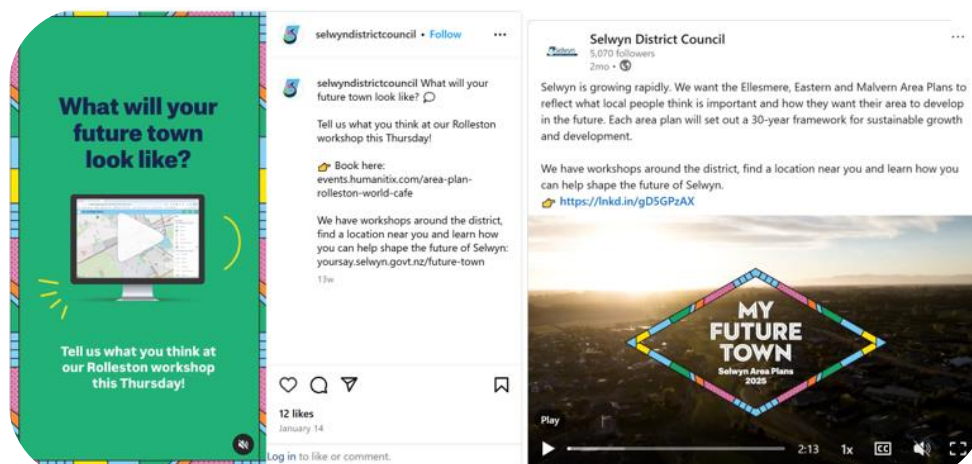 What will your
future town
look like?
Tell us what you think at
our Rolleston workshop
this Thursday!
selwyndistrictcouncil • Follow
selwyndistrictcouncil What will your
future town look like?
Tell us what you think at our Rolleston
workshop this Thursday!
👉 Book here:
events.humanitix.com/area-plan-
rolleston-world-cafe
We have workshops around the district,
find a location near you and learn how
you can help shape the future of Selwyn:
yoursay.selwyn.govt.nz/future-town
13w
12 likes
January 14
Log in to like or comment.
Selwyn
Selwyn District Council
5,070 followers
2mo •
Selwyn is growing rapidly. We want the Ellesmere, Eastern and Malvern Area Plans to
reflect what local people think is important and how they want their area to develop
in the future. Each area plan will set out a 30-year framework for sustainable growth
and development.
We have workshops around the district, find a location near you and learn how you
can help shape the future of Selwyn.
👉 https://lnkd.in/gD5GPzAX
MY
FUTURE
TOWN
Selwyn Area Plans
2025
Play
2:13 1x CC